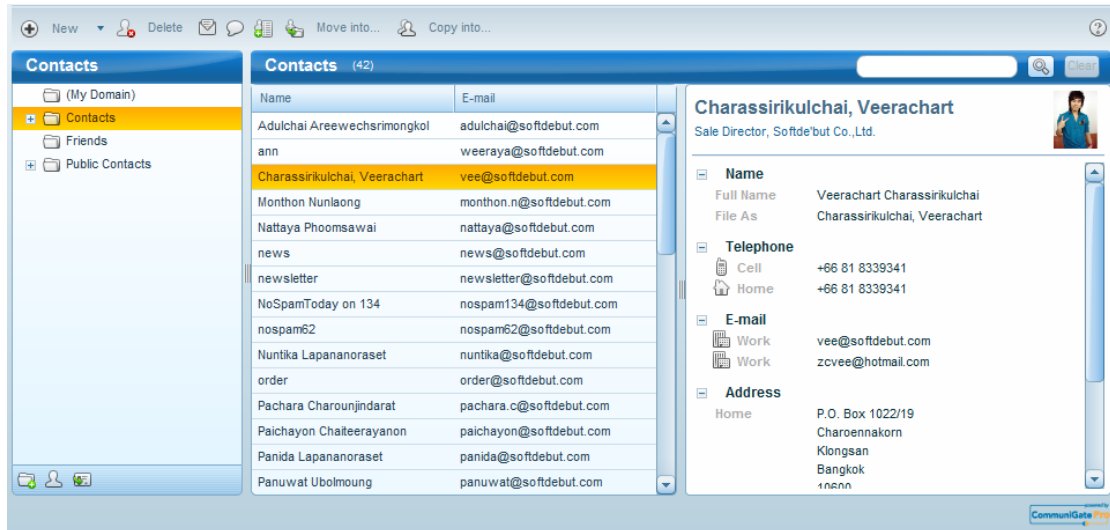 New Delete Move into... Copy into...
Contacts
(My Domain)
Contacts
Friends
Public Contacts
Contacts (42)
Clear
Name E-mail
Adulchai Areewechsrimongkol adulchai@softdebut.com
ann weeraya@softdebut.com
Charassirikulchai, Veerachart vee@softdebut.com
Monthon Nunlaong monthon.n@softdebut.com
Nattaya Phoomsawai nattaya@softdebut.com
news news@softdebut.com
newsletter newsletter@softdebut.com
NoSpamToday on 134 nospam134@softdebut.com
nospam62 nospam62@softdebut.com
Nuntika Lapananoraset nuntika@softdebut.com
order order@softdebut.com
Pachara Charounjindarat pachara.c@softdebut.com
Paichayon Chaiteerayanon paichayon@softdebut.com
Panida Lapananoraset panida@softdebut.com
Panuwat Ubolmoung panuwat@softdebut.com
Charassirikulchai, Veerachart
Sale Director, Softde'but Co.,Ltd.
Name
Full Name Veerachart Charassirikulchai
File As Charassirikulchai, Veerachart
Telephone
Cell +66 81 8339341
Home +66 81 8339341
E-mail
Work vee@softdebut.com
Work zcvee@hotmail.com
Address
Home P.O. Box 1022/19
Charoennakorn
Klongsan
Bangkok
10600
CommuniGate Pro